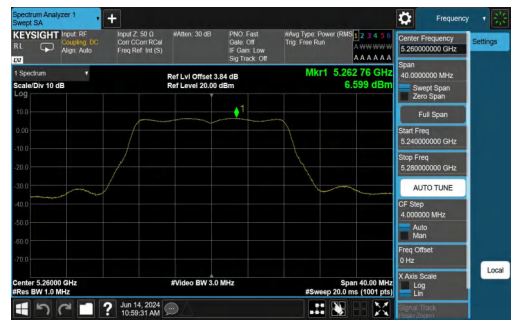 Spectrum Analyzer 1
Swept SA
+
Frequency
KEYSIGHT
RL
LV
Input: RF
Coupling: DC
Align: Auto
Input Z: 50 Ω
Corr CCorr RCal
Freq Ref: Int (S)
#Atten: 30 dB
PNO: Fast
Gate: Off
IF Gain: Low
Sig Track: Off
#Avg Type: Power (RMS
Trig: Free Run
1 2 3 4 5 6
A W W W W W
A A A A A A
1 Spectrum
Scale/Div 10 dB
Log
Ref Lvl Offset 3.84 dB
Ref Level 20.00 dBm
Mkr1 5.262 76 GHz
6.599 dBm
1
10.0
0.00
-10.0
-20.0
-30.0
-40.0
-50.0
-60.0
-70.0
Center 5.26000 GHz
#Res BW 1.0 MHz
#Video BW 3.0 MHz
Span 40.00 MHz
#Sweep 20.0 ms (1001 pts)
Center Frequency
5.260000000 GHz
Span
40.0000000 MHz
Swept Span
Zero Span
Full Span
Start Freq
5.240000000 GHz
Stop Freq
5.280000000 GHz
AUTO TUNE
CF Step
4.000000 MHz
Auto
Man
Freq Offset
0 Hz
X Axis Scale
Log
Lin
Signal Track
Settings
Local
?
Jun 14, 2024
10:59:31 AM